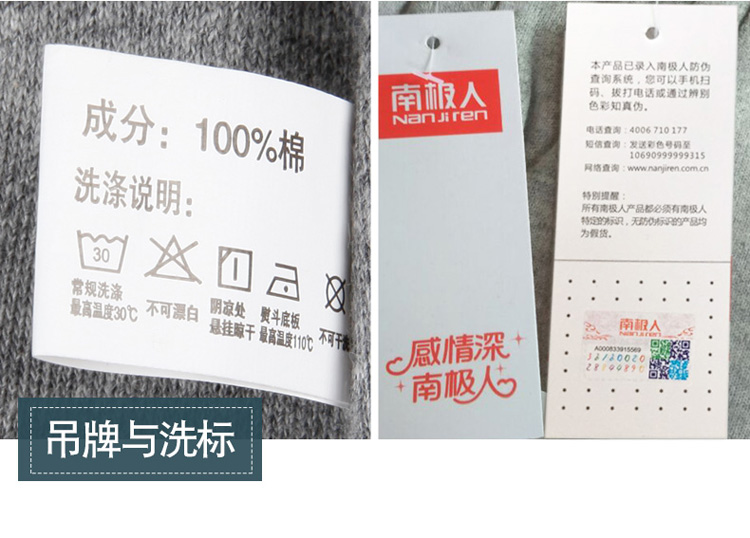 成分：100%棉
洗涤说明：
30
常规洗涤
最高温度30℃
不可漂白
阴凉处
悬挂晾干
熨斗底板
最高温度110℃
不可干洗
南极人
Nanjiren
感情深
南极人
本产品已录入南极人防伪
查询系统，您可以手机扫
码、拔打电话或通过辨别
色彩知真伪。
电话查询：4006 710 177
短信查询：发送彩色号码至
10690999999315
网络查询：www.nanjiren.com.cn
特别提醒：
所有南极人产品都必须有南极人
特定的标识，无防伪标识的产品均
为假货。
南极人
A000833915569
吊牌与洗标